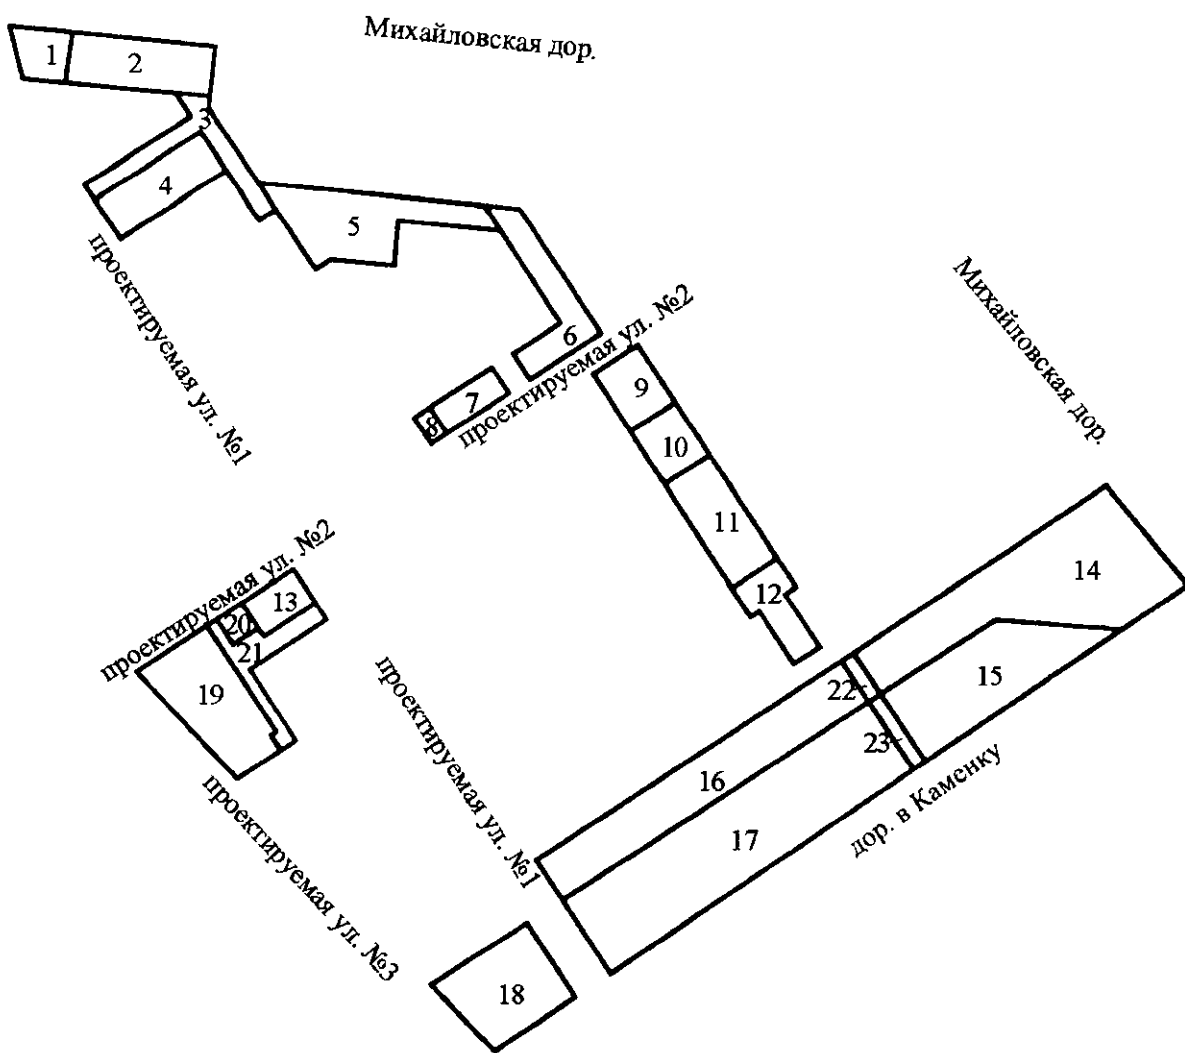 Михайловская дор.
1
2
3
4
5
проектируемая ул. №1
Михайловская дор.
6
проектируемая ул. №2
7
8
9
10
11
12
проектируемая ул. №2
13
14
15
16
17
18
19
20
21
22
23
проектируемая ул. №1
дор. в Каменку
проектируемая ул. №3